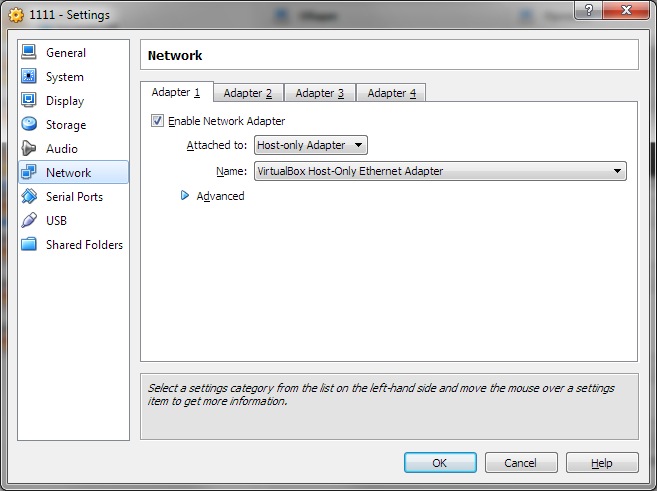 1111 - Settings
General
System
Display
Storage
Audio
Network
Serial Ports
USB
Shared Folders
Network
Adapter 1
Adapter 2
Adapter 3
Adapter 4
Enable Network Adapter
Attached to:
Host-only Adapter
Name:
VirtualBox Host-Only Ethernet Adapter
Advanced
Select a settings category from the list on the left-hand side and move the mouse over a settings
item to get more information.
OK
Cancel
Help